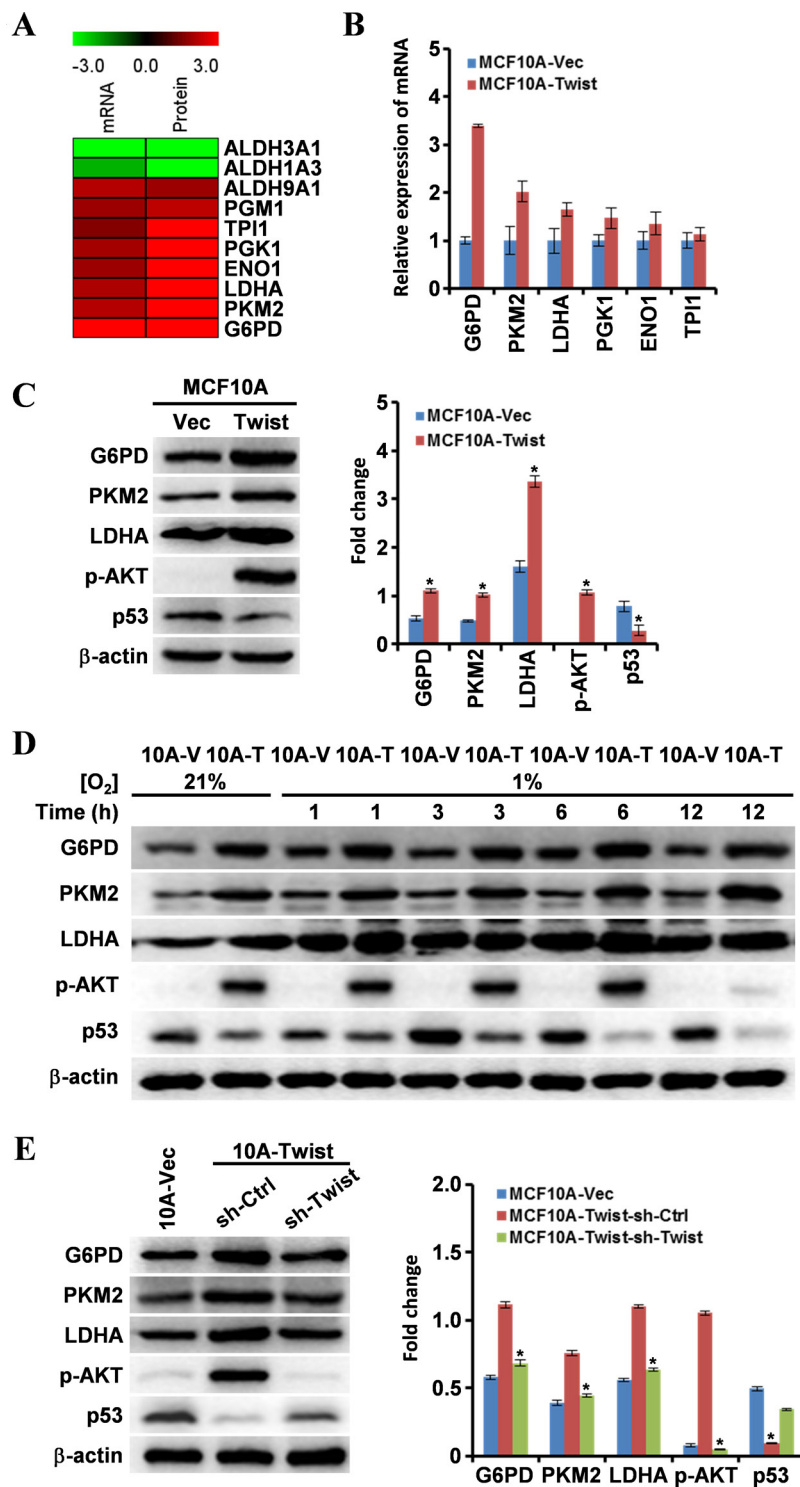 A
-3.0 0.0 3.0
mRNA Protein
ALDH3A1
ALDH1A3
ALDH9A1
PGM1
TPI1
PGK1
ENO1
LDHA
PKM2
G6PD
B
MCF10A-Vec
MCF10A-Twist
Relative expression of mRNA
5
4
3
2
1
0
G6PD PKM2 LDHA PGK1 ENO1 TPI1
C
MCF10A
Vec Twist
G6PD
PKM2
LDHA
p-AKT
p53
β-actin
MCF10A-Vec
MCF10A-Twist
Fold change
5
4
3
2
1
0
* * * * *
G6PD PKM2 LDHA p-AKT p53
D
10A-V 10A-T 10A-V 10A-T 10A-V 10A-T 10A-V 10A-T 10A-V 10A-T
[O₂] 21% 1%
Time (h) 1 1 3 3 6 6 12 12
G6PD
PKM2
LDHA
p-AKT
p53
β-actin
E
10A-Twist
10A-Vec sh-Ctrl sh-Twist
G6PD
PKM2
LDHA
p-AKT
p53
β-actin
MCF10A-Vec
MCF10A-Twist-sh-Ctrl
MCF10A-Twist-sh-Twist
Fold change
2.0
1.5
1.0
0.5
0
* * * * *
G6PD PKM2 LDHA p-AKT p53